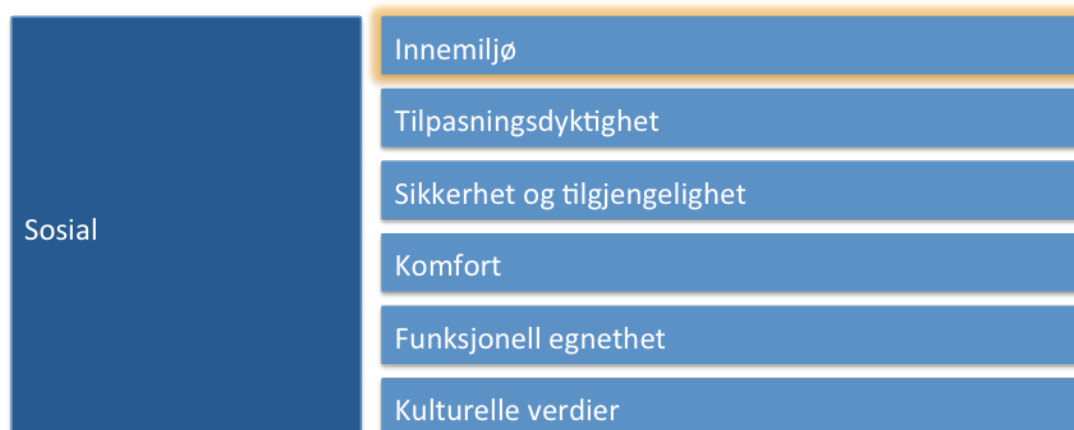 Sosial
Innemiljø
Tilpasningsdyktighet
Sikkerhet og tilgjengelighet
Komfort
Funksjonell egnethet
Kulturelle verdier